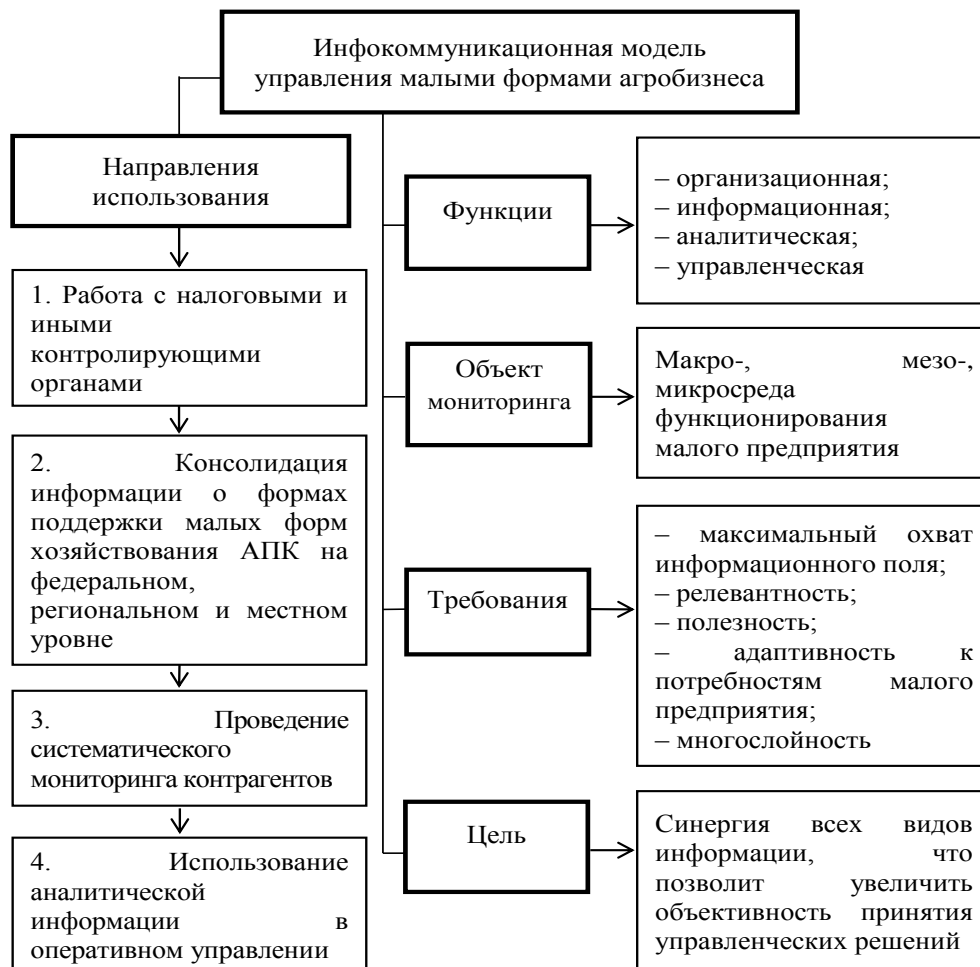 Инфокоммуникационная модель
управления малыми формами агробизнеса
Направления
использования
1. Работа с налоговыми и
иными
контролирующими
органами
2. Консолидация
информации о формах
поддержки малых форм
хозяйствования АПК на
федеральном,
региональном и местном
уровне
3. Проведение
систематического
мониторинга контрагентов
4. Использование
аналитической
информации в
оперативном управлении
Функции
– организационная;
– информационная;
– аналитическая;
– управленческая
Объект
мониторинга
Макро-, мезо-,
микросреда
функционирования
малого предприятия
Требования
– максимальный охват
информационного поля;
– релевантность;
– полезность;
– адаптивность к
потребностям малого
предприятия;
– многослойность
Цель
Синергия всех видов
информации, что
позволит увеличить
объективность принятия
управленческих решений